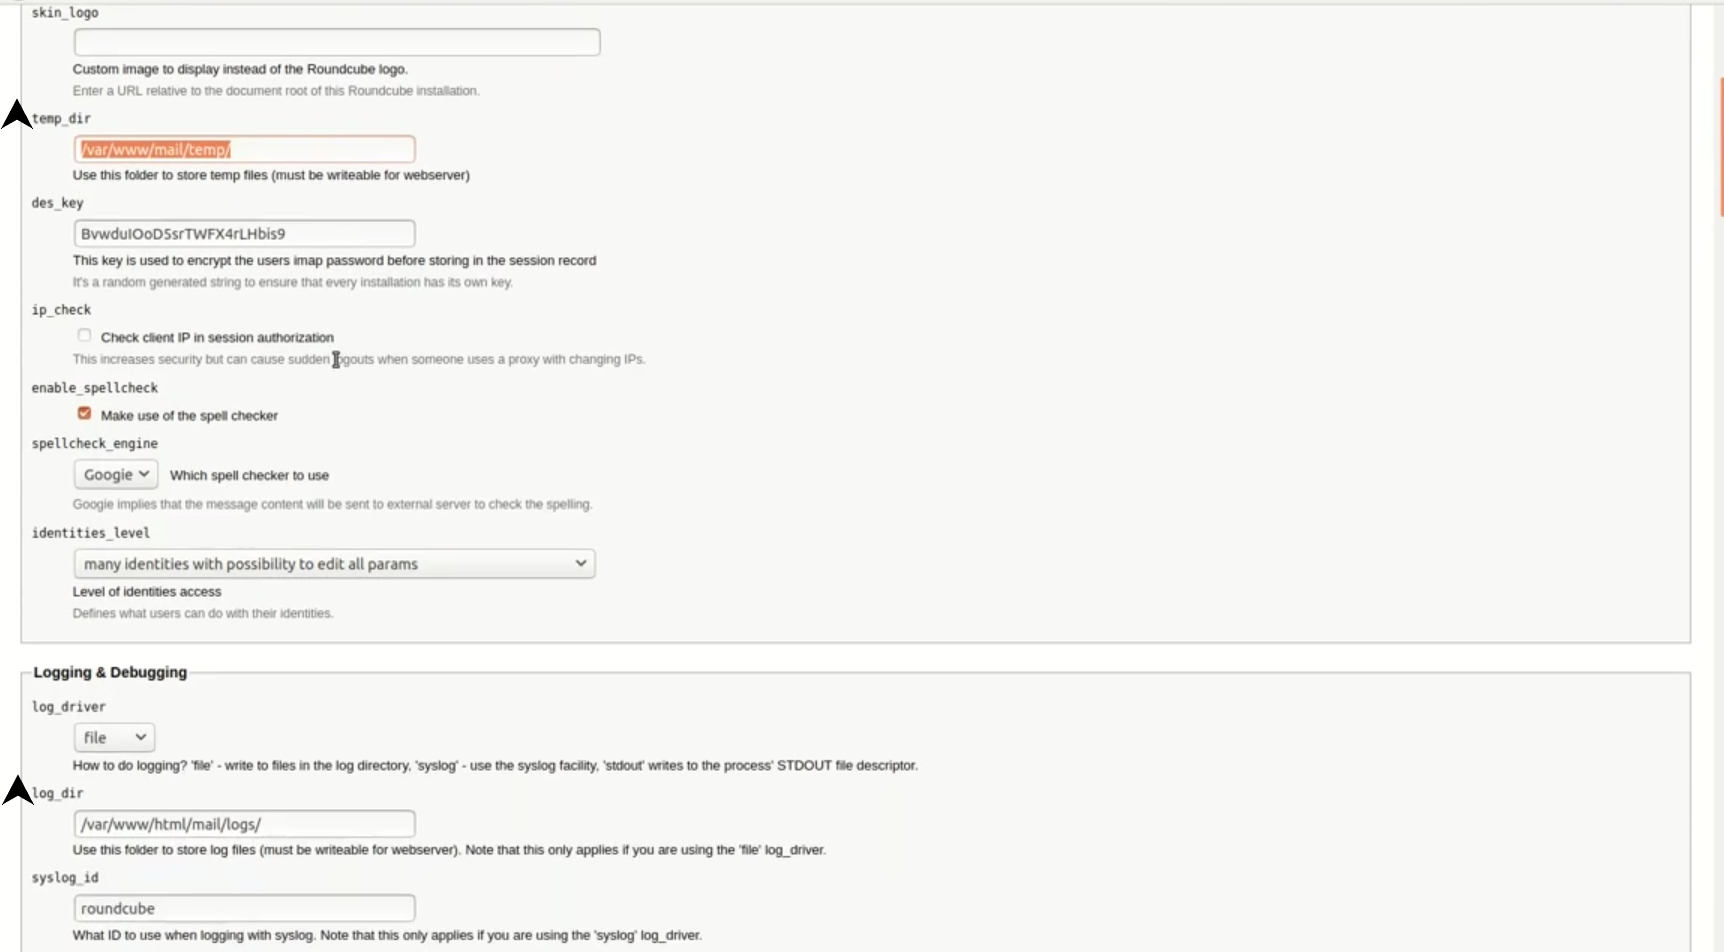 skin_logo
Custom image to display instead of the Roundcube logo.
Enter a URL relative to the document root of this Roundcube installation.
temp_dir
/var/www/mail/temp/
Use this folder to store temp files (must be writeable for webserver)
des_key
BvwduIOoD5srTWFX4rLHbis9
This key is used to encrypt the users imap password before storing in the session record
It's a random generated string to ensure that every installation has its own key.
ip_check
Check client IP in session authorization
This increases security but can cause sudden logouts when someone uses a proxy with changing IPs.
enable_spellcheck
Make use of the spell checker
spellcheck_engine
Googie Which spell checker to use
Googie implies that the message content will be sent to external server to check the spelling.
identities_level
many identities with possibility to edit all params
Level of identities access
Defines what users can do with their identities.
Logging & Debugging
log_driver
file
How to do logging? 'file' - write to files in the log directory, 'syslog' - use the syslog facility, 'stdout' writes to the process' STDOUT file descriptor.
log_dir
/var/www/html/mail/logs/
Use this folder to store log files (must be writeable for webserver). Note that this only applies if you are using the 'file' log_driver.
syslog_id
roundcube
What ID to use when logging with syslog. Note that this only applies if you are using the 'syslog' log_driver.